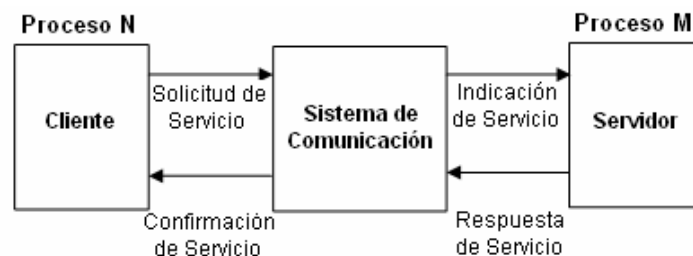 Proceso N
Proceso M
Solicitud de
Servicio
Indicación
de Servicio
Cliente
Sistema de
Comunicación
Servidor
Confirmación
de Servicio
Respuesta
de Servicio